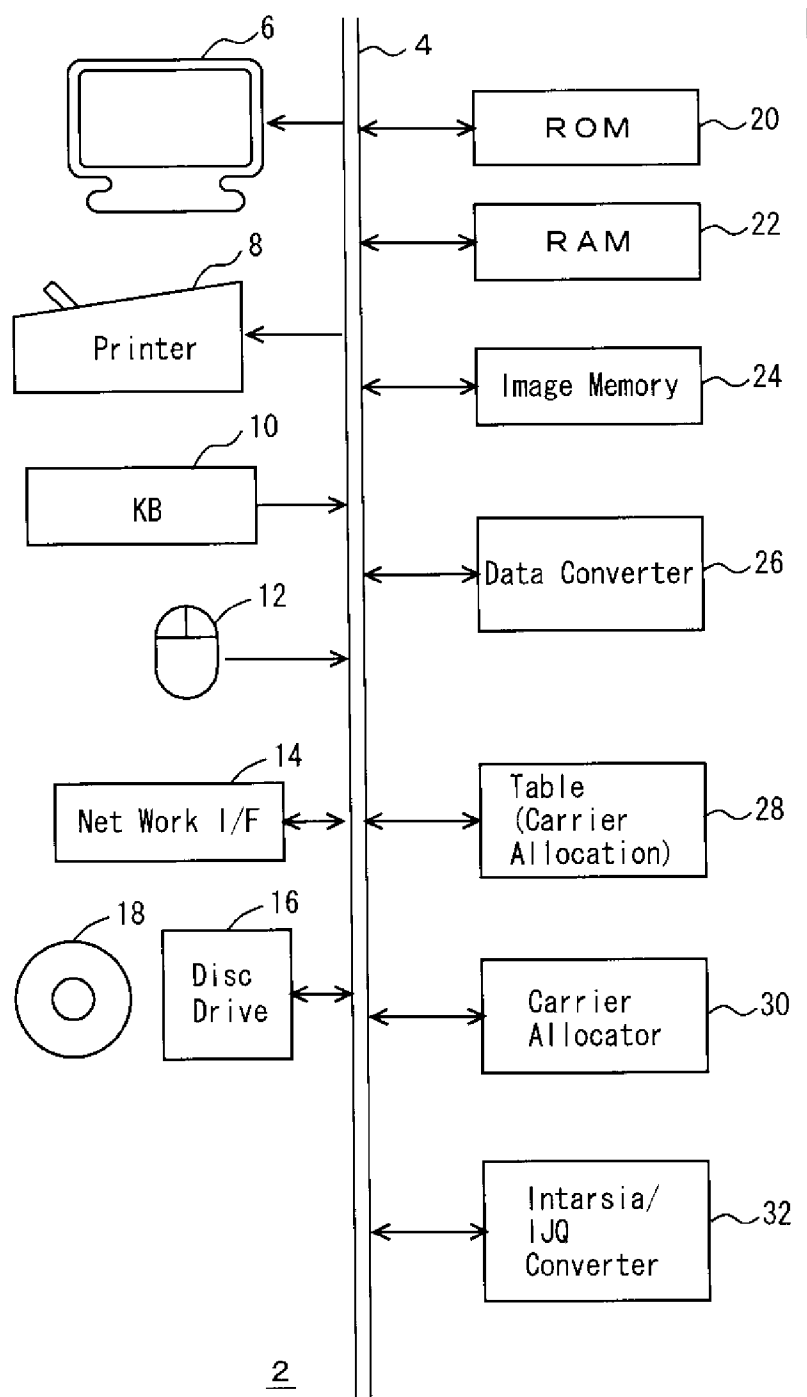 6
4
ROM
20
RAM
22
8
Printer
Image Memory
24
10
KB
Data Converter
26
12
14
Net Work I/F
Table
(Carrier
Allocation)
28
18
16
Disc
Drive
Carrier
Allocator
30
Intarsia/
IJQ
Converter
32
2